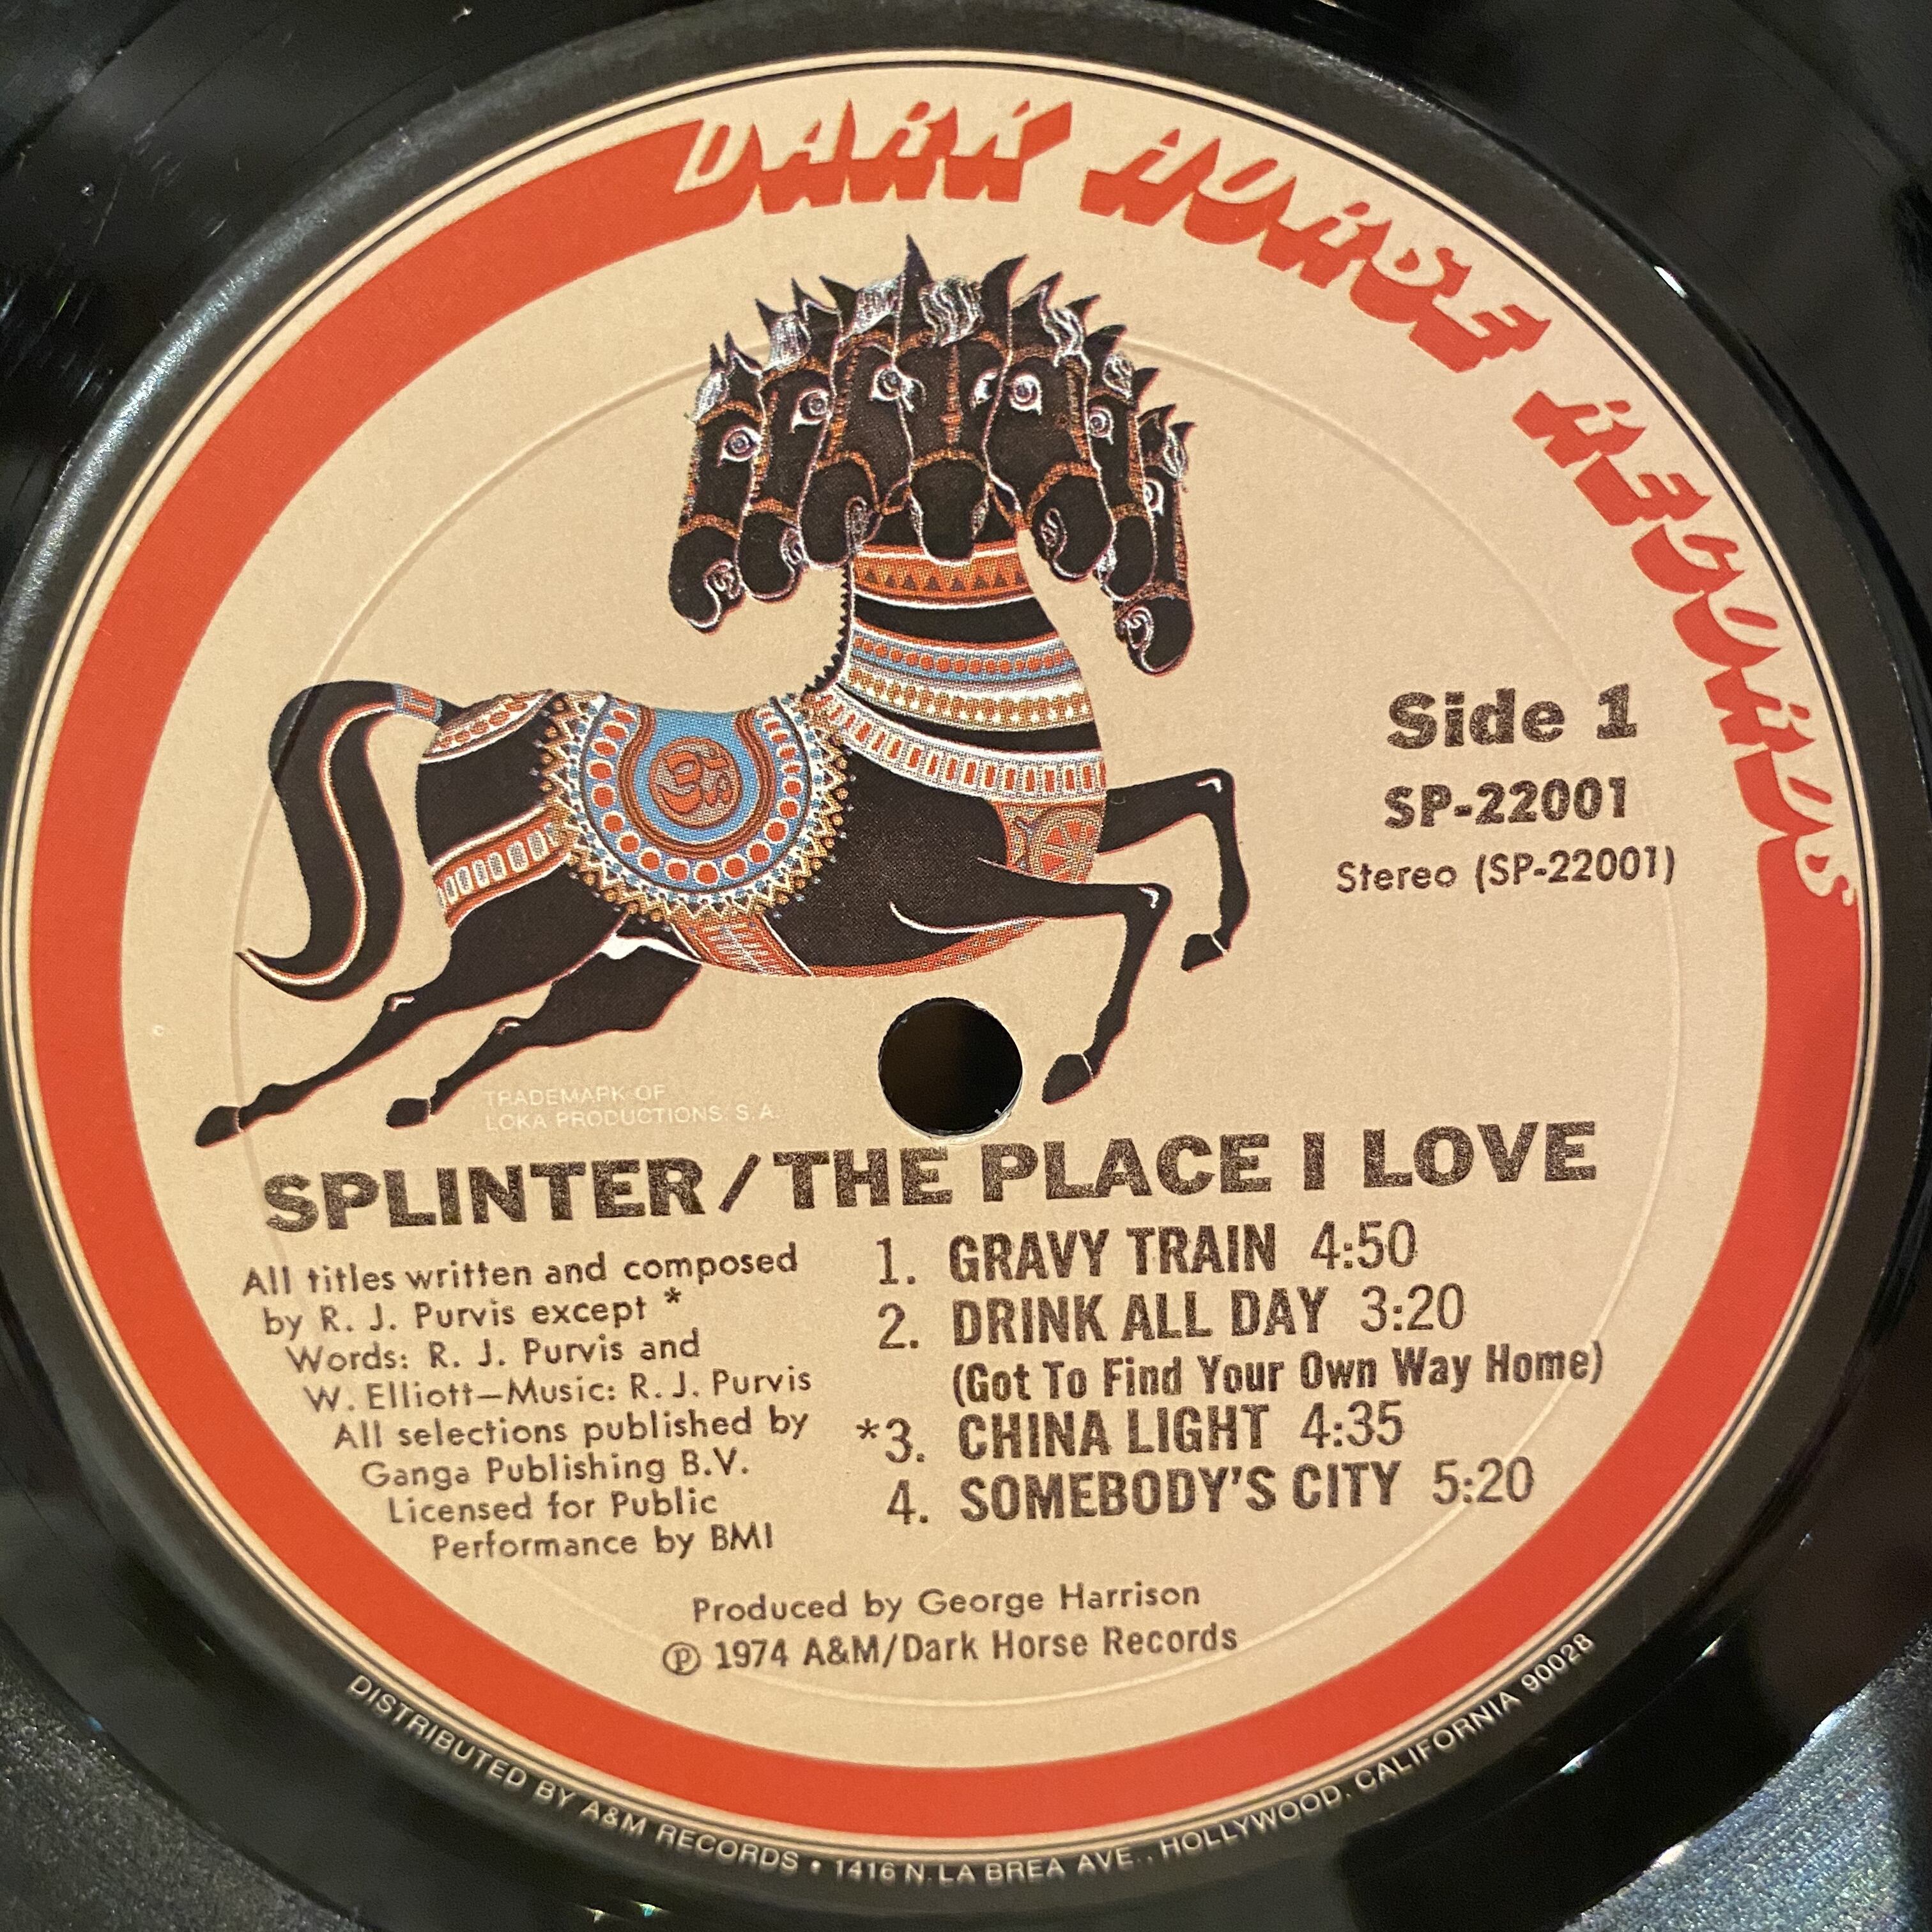 DARK HORSE RECORDS
Side 1
SP-22001
Stereo (SP-22001)
TRADEMARK OF
LOKA PRODUCTIONS, S.A.
SPLINTER/THE PLACE I LOVE
All titles written and composed
by R. J. Purvis except *
Words: R. J. Purvis and
W. Elliott—Music: R. J. Purvis
All selections published by
Ganga Publishing B.V.
Licensed for Public
Performance by BMI
1. GRAVY TRAIN 4:50
2. DRINK ALL DAY 3:20
(Got To Find Your Own Way Home)
*3. CHINA LIGHT 4:35
4. SOMEBODY'S CITY 5:20
Produced by George Harrison
℗ 1974 A&M/Dark Horse Records
DISTRIBUTED BY A&M RECORDS • 1416 N. LA BREA AVE., HOLLYWOOD, CALIFORNIA 90028
ॐ